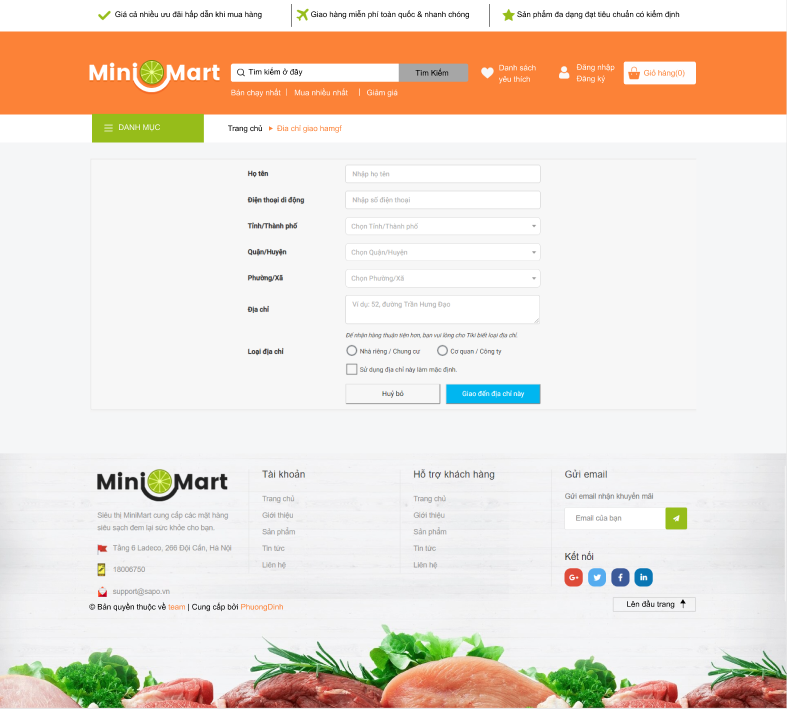 Giá cả nhiều ưu đãi hấp dẫn khi mua hàng
Giao hàng miễn phí toàn quốc & nhanh chóng
Sản phẩm đa dạng đạt tiêu chuẩn có kiểm định
Mini Mart
Tìm kiếm ở đây
Tìm Kiếm
Danh sách
yêu thích
Đăng nhập
Đăng ký
Giỏ hàng(0)
Bán chạy nhất | Mua nhiều nhất | Giảm giá
DANH MỤC
Trang chủ
Đia chỉ giao hamg!
Họ tên
Nhập họ tên
Điện thoại di động
Nhập số điện thoại
Tỉnh/Thành phố
Chọn Tỉnh/Thành phố
Quận/Huyện
Chọn Quận/Huyện
Phường/Xã
Chọn Phường/Xã
Địa chỉ
Ví dụ: 52, đường Trần Hưng Đạo
Để nhận hàng thuận tiện hơn, bạn vui lòng cho Tiki biết loại địa chỉ.
Loại địa chỉ
Nhà riêng / Chung cư
Cơ quan / Công ty
Sử dụng địa chỉ này làm mặc định.
Huỷ bỏ
Giao đến địa chỉ này
Mini Mart
Siêu thị MiniMart cung cấp các mặt hàng
siêu sạch đem lại sức khỏe cho bạn.
Tầng 6 Ladeco, 266 Đội Cấn, Hà Nội
18006750
support@sapo.vn
Tài khoản
Trang chủ
Giới thiệu
Sản phẩm
Tin tức
Liên hệ
Hỗ trợ khách hàng
Trang chủ
Giới thiệu
Sản phẩm
Tin tức
Liên hệ
Gửi email
Gửi email nhận khuyến mãi
Email của bạn
Kết nối
G+
f
in
© Bản quyền thuộc về team | Cung cấp bởi PhuongDinh
Lên đầu trang